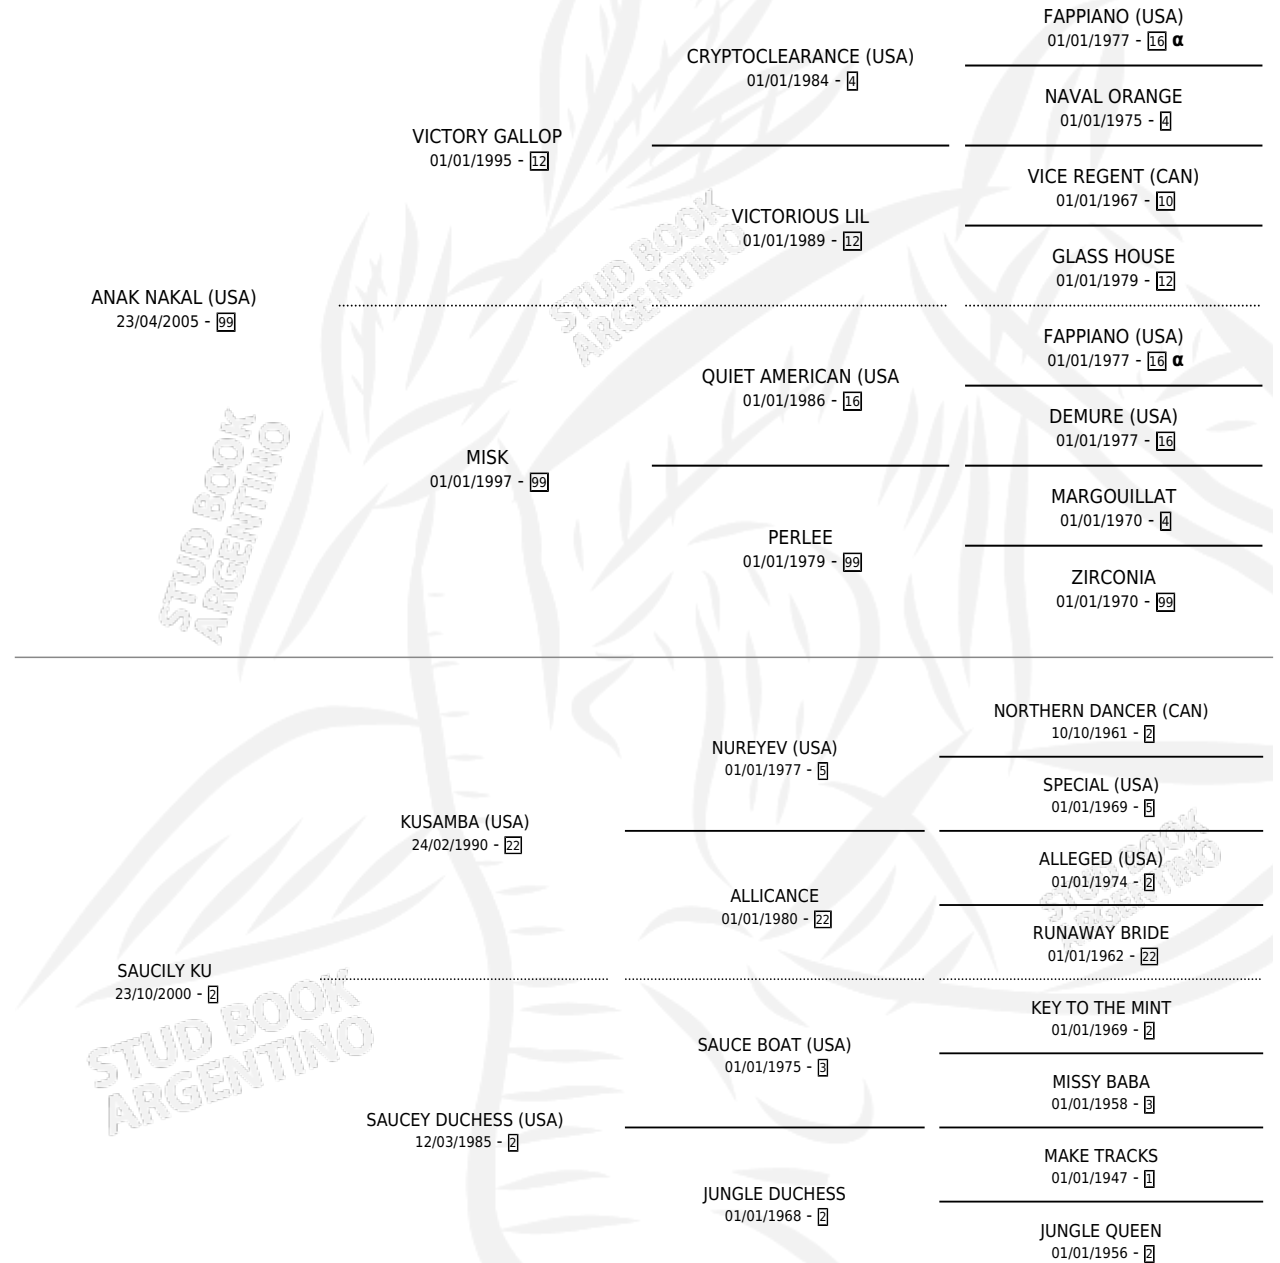 FAPPIANO (USA)
01/01/1977 - 16 α
CRYPTOCLEARANCE (USA)
01/01/1984 - 4
NAVAL ORANGE
01/01/1975 - 4
VICTORY GALLOP
01/01/1995 - 12
VICE REGENT (CAN)
01/01/1967 - 10
VICTORIOUS LIL
01/01/1989 - 12
GLASS HOUSE
01/01/1979 - 12
STUD BOOK
ARGENTINO
ANAK NAKAL (USA)
23/04/2005 - 99
FAPPIANO (USA)
01/01/1977 - 16 α
QUIET AMERICAN (USA
01/01/1986 - 16
DEMURE (USA)
01/01/1977 - 16
MISK
01/01/1997 - 99
MARGOUILLAT
01/01/1970 - 4
PERLEE
01/01/1979 - 99
ZIRCONIA
01/01/1970 - 99
STUD BOOK
ARGENTINO
NORTHERN DANCER (CAN)
10/10/1961 - 2
NUREYEV (USA)
01/01/1977 - 5
SPECIAL (USA)
01/01/1969 - 5
KUSAMBA (USA)
24/02/1990 - 22
ALLEGED (USA)
01/01/1974 - 2
ALLICANCE
01/01/1980 - 22
RUNAWAY BRIDE
01/01/1962 - 22
STUD BOOK
ARGENTINO
SAUCILY KU
23/10/2000 - 2
KEY TO THE MINT
01/01/1969 - 2
SAUCE BOAT (USA)
01/01/1975 - 3
MISSY BABA
01/01/1958 - 3
STUD BOOK
ARGENTINO
SAUCEY DUCHESS (USA)
12/03/1985 - 2
MAKE TRACKS
01/01/1947 - 1
JUNGLE DUCHESS
01/01/1968 - 2
JUNGLE QUEEN
01/01/1956 - 2